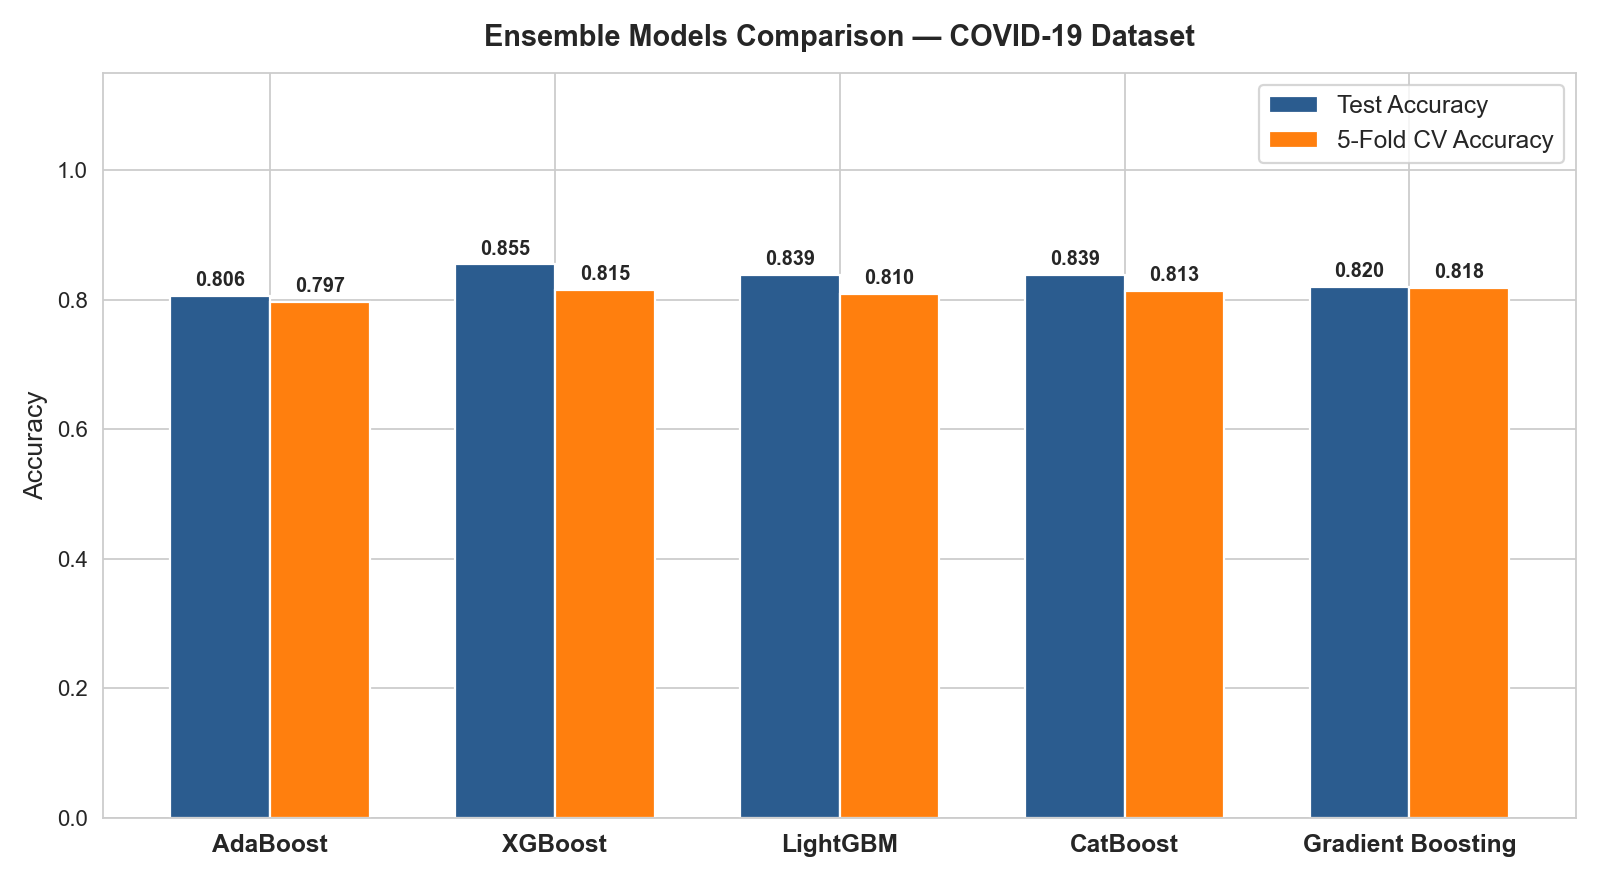 Ensemble Models Comparison — COVID-19 Dataset
Test Accuracy
5-Fold CV Accuracy
Accuracy
1.0
0.8
0.6
0.4
0.2
0.0
0.806 0.797 0.855 0.815 0.839 0.810 0.839 0.813 0.820 0.818
AdaBoost XGBoost LightGBM CatBoost Gradient Boosting